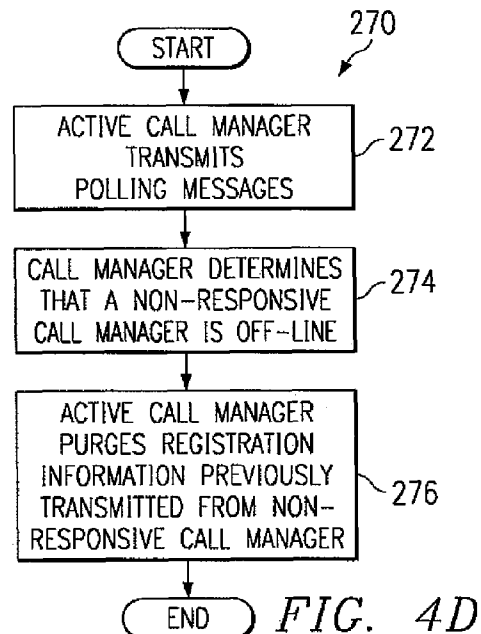 270
START
ACTIVE CALL MANAGER
TRANSMITS
POLLING MESSAGES
272
CALL MANAGER DETERMINES
THAT A NON-RESPONSIVE
CALL MANAGER IS OFF-LINE
274
ACTIVE CALL MANAGER
PURGES REGISTRATION
INFORMATION PREVIOUSLY
TRANSMITTED FROM NON-
RESPONSIVE CALL MANAGER
276
END
FIG. 4D